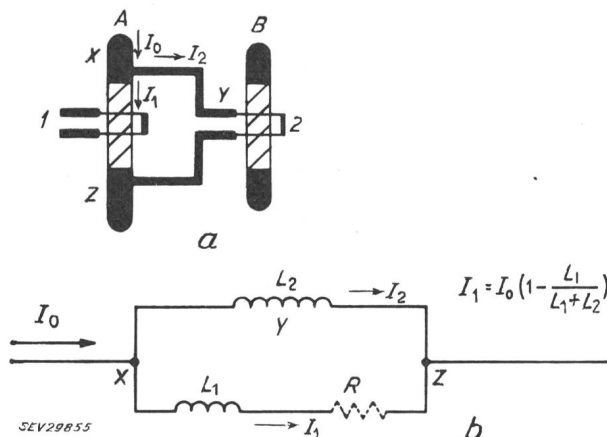 A B
X I₀ I₂
I₁ Y
1 2
Z
a
L₂ I₂ I₁ = I₀ (1 - L₁/(L₁+L₂))
I₀ Y
X L₁ R Z
SEV29855 I₁ b